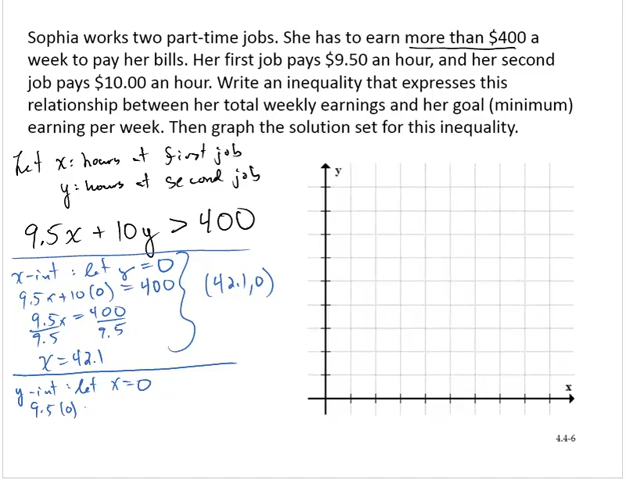 Sophia works two part-time jobs. She has to earn more than $400 a
week to pay her bills. Her first job pays $9.50 an hour, and her second
job pays $10.00 an hour. Write an inequality that expresses this
relationship between her total weekly earnings and her goal (minimum)
earning per week. Then graph the solution set for this inequality.
Let x: hours at first job
y: hours at second job
9.5x + 10y > 400
x-int: let y = 0
9.5x + 10(0) = 400
9.5x = 400
9.5 9.5
x = 42.1
(42.1, 0)
y-int: let x = 0
9.5(0)
y
x
4.4-6